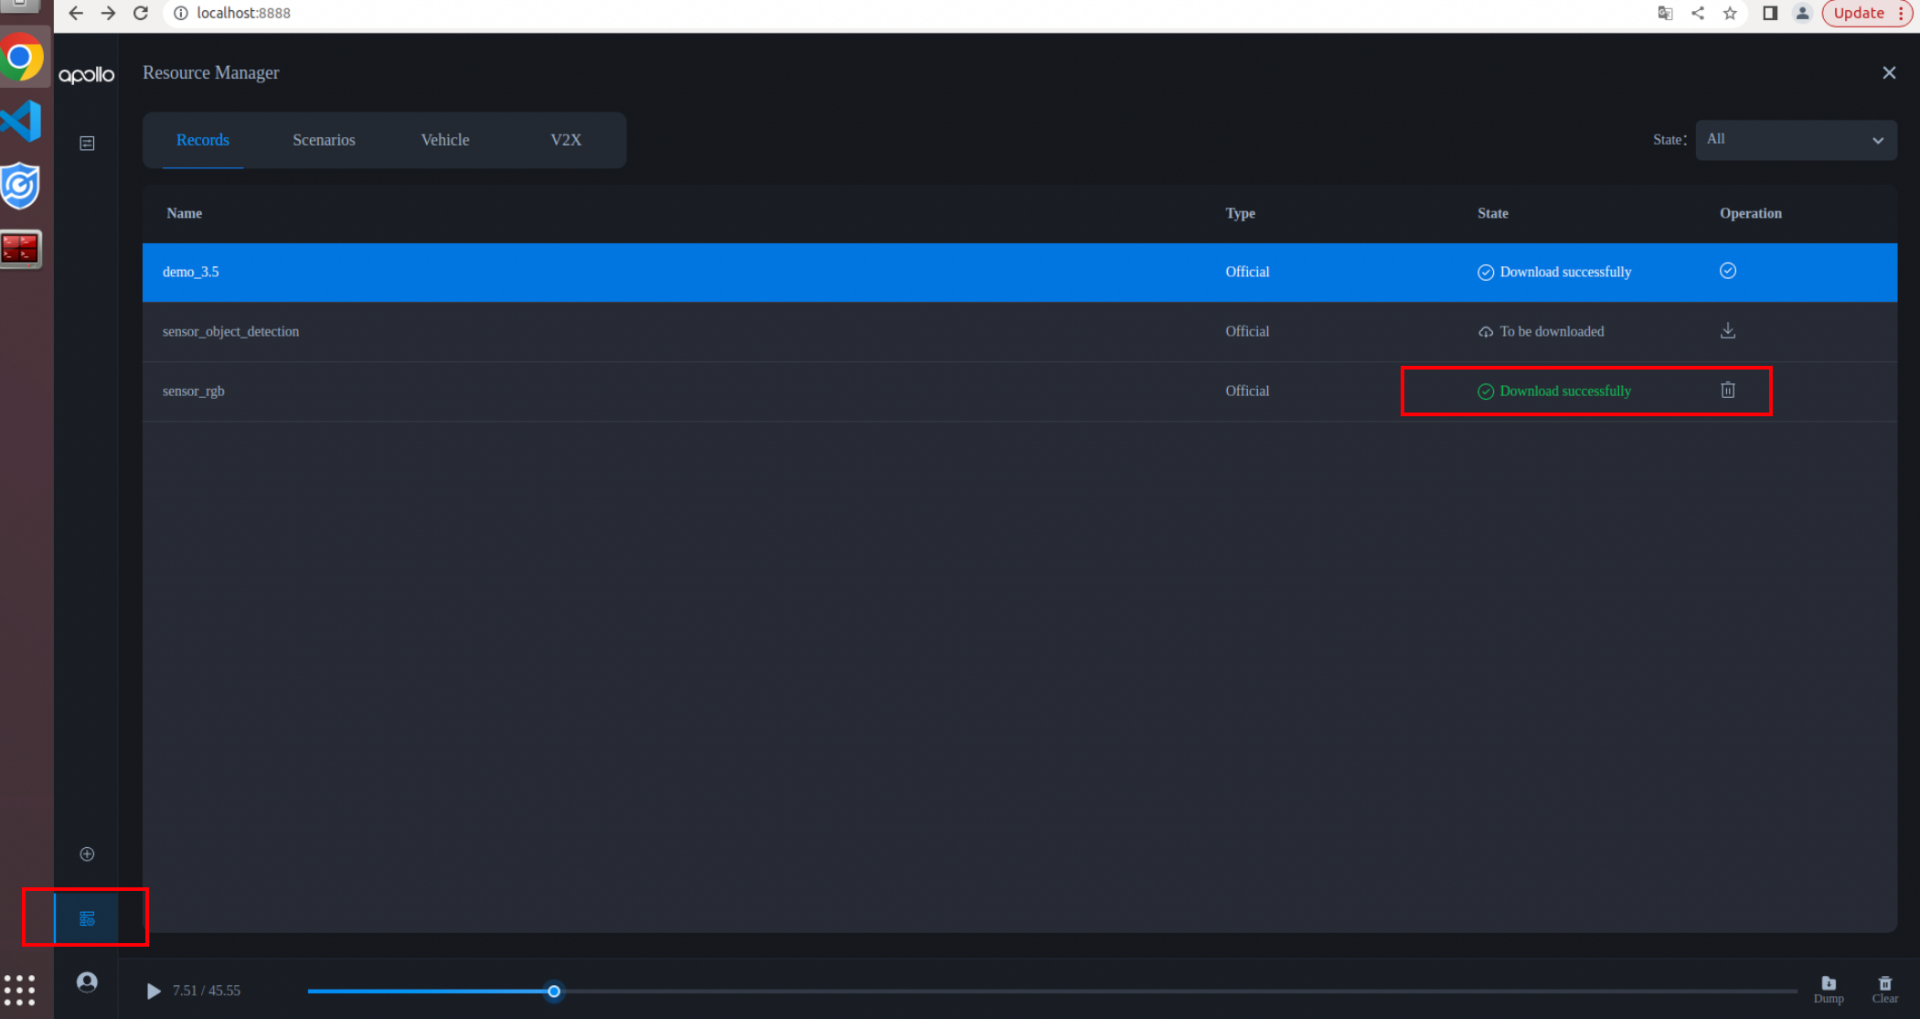 localhost:8888
Update
apollo
Resource Manager
Records Scenarios Vehicle V2X
State: All
Name Type State Operation
demo_3.5 Official Download successfully
sensor_object_detection Official To be downloaded
sensor_rgb Official Download successfully
7.51 / 45.55
Dump Clear